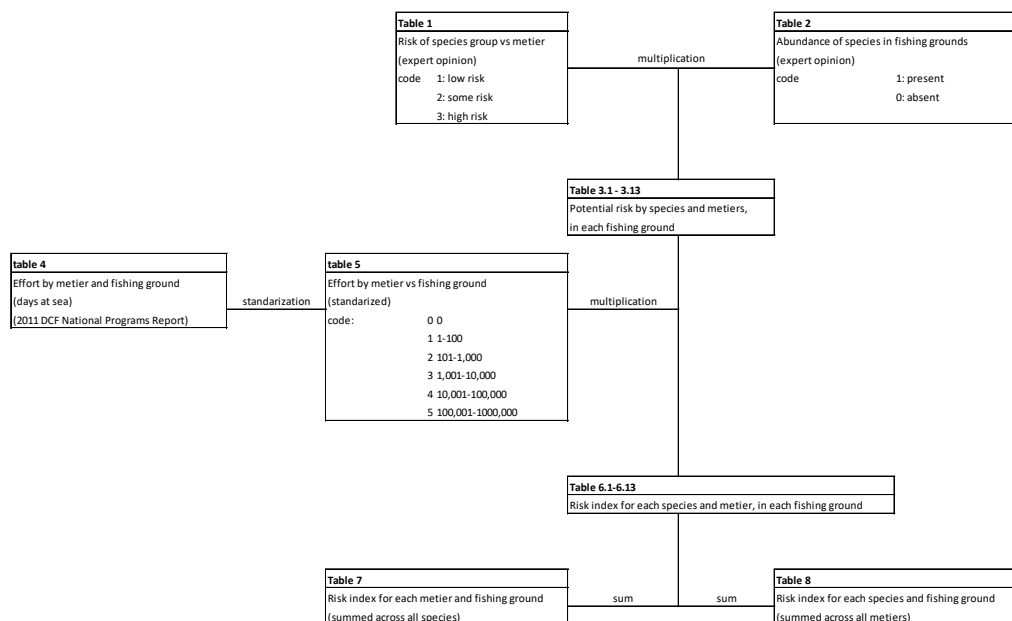 Table 1
Risk of species group vs metier
(expert opinion)
code 1: low risk
2: some risk
3: high risk
multiplication
Table 2
Abundance of species in fishing grounds
(expert opinion)
code 1: present
0: absent
Table 3.1 - 3.13
Potential risk by species and metiers,
in each fishing ground
table 4
Effort by metier and fishing ground
(days at sea)
(2011 DCF National Programs Report)
standarization
table 5
Effort by metier vs fishing ground
(standarized)
code: 0 0
1 1-100
2 101-1,000
3 1,001-10,000
4 10,001-100,000
5 100,001-1000,000
multiplication
Table 6.1-6.13
Risk index for each species and metier, in each fishing ground
Table 7
Risk index for each metier and fishing ground
(summed across all species)
sum
sum
Table 8
Risk index for each species and fishing ground
(summed across all metiers)